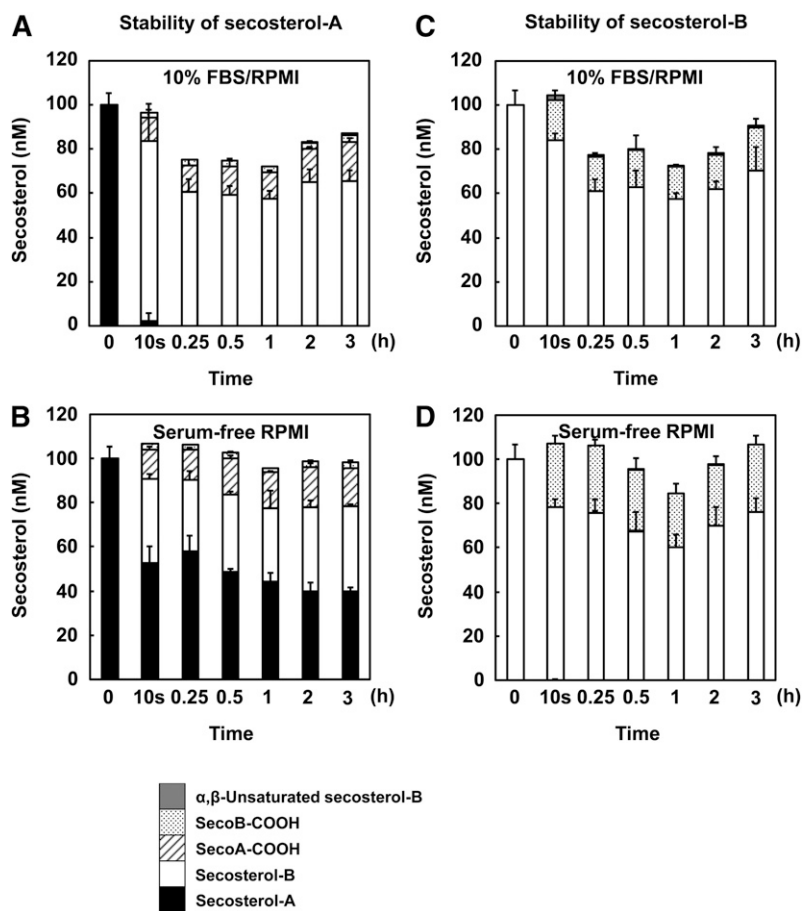 A
Stability of secosterol-A
10% FBS/RPMI
120
100
80
60
40
20
0
Secosterol (nM)
0 10s 0.25 0.5 1 2 3 (h)
Time
B
Serum-free RPMI
120
100
80
60
40
20
0
Secosterol (nM)
0 10s 0.25 0.5 1 2 3 (h)
Time
C
Stability of secosterol-B
10% FBS/RPMI
120
100
80
60
40
20
0
Secosterol (nM)
0 10s 0.25 0.5 1 2 3 (h)
Time
D
Serum-free RPMI
120
100
80
60
40
20
0
Secosterol (nM)
0 10s 0.25 0.5 1 2 3 (h)
Time
α,β-Unsaturated secosterol-B
SecoB-COOH
SecoA-COOH
Secosterol-B
Secosterol-A